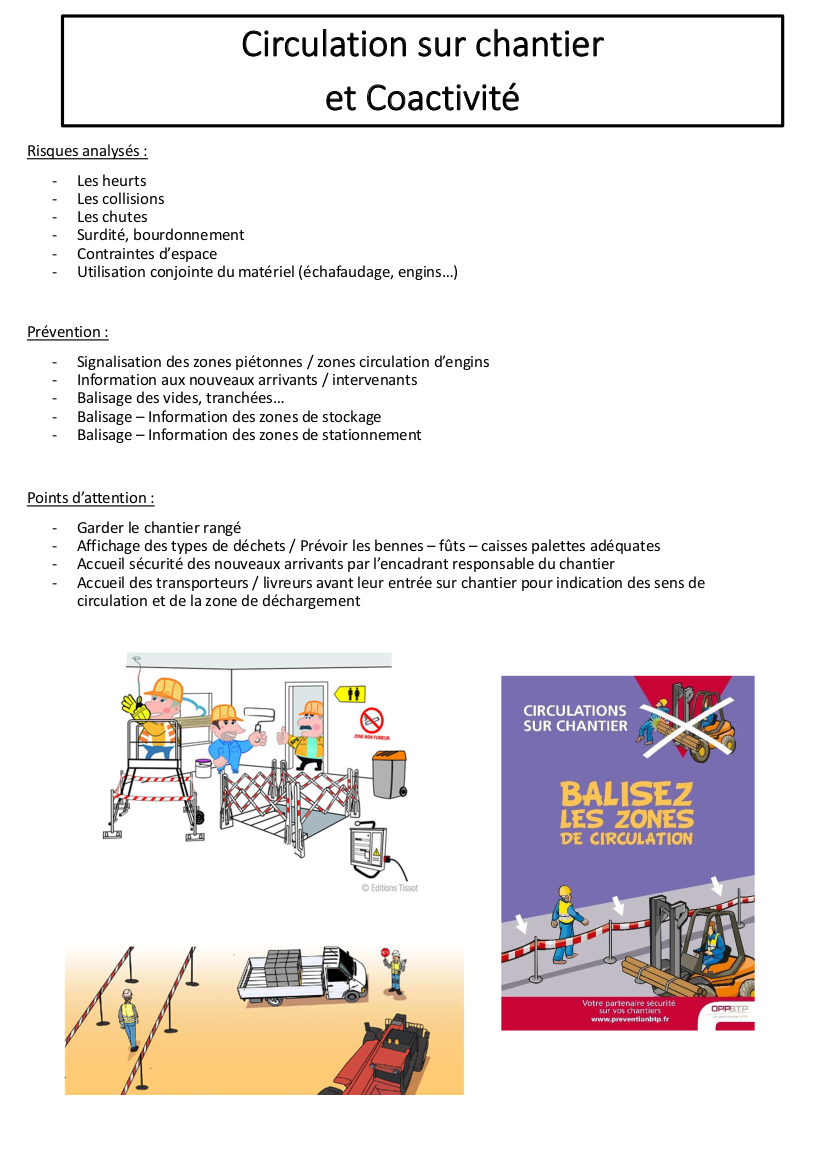 Circulation sur chantier
et Coactivité
Risques analysés :
- Les heurts
- Les collisions
- Les chutes
- Surdité, bourdonnement
- Contraintes d’espace
- Utilisation conjointe du matériel (échafaudage, engins…)
Prévention :
- Signalisation des zones piétonnes / zones circulation d’engins
- Information aux nouveaux arrivants / intervenants
- Balisage des vides, tranchées…
- Balisage – Information des zones de stockage
- Balisage – Information des zones de stationnement
Points d’attention :
- Garder le chantier rangé
- Affichage des types de déchets / Prévoir les bennes – fûts – caisses palettes adéquates
- Accueil sécurité des nouveaux arrivants par l’encadrant responsable du chantier
- Accueil des transporteurs / livreurs avant leur entrée sur chantier pour indication des sens de
circulation et de la zone de déchargement
ZONE NON FUMEUR
© Editions Tissot
CIRCULATIONS
SUR CHANTIER
BALISEZ
LES ZONES
DE CIRCULATION
Votre partenaire sécurité
sur vos chantiers
www.preventionbtp.fr
OPPBTP